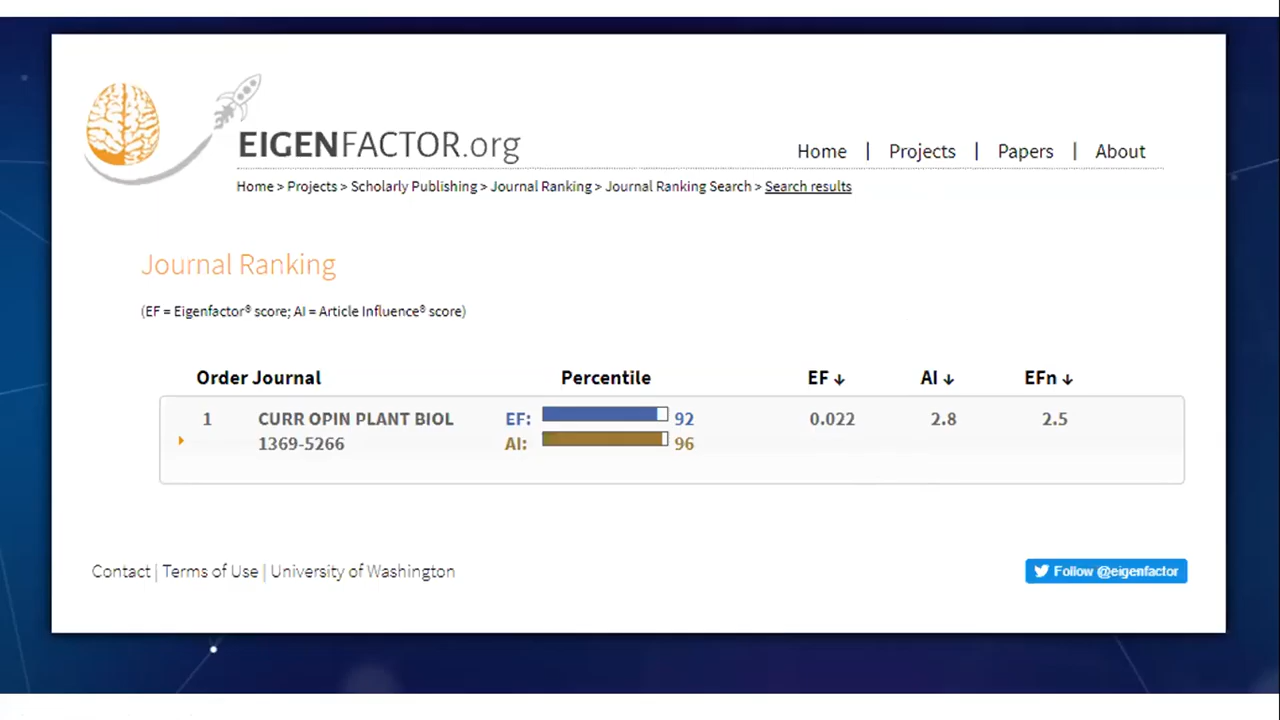 EIGENFACTOR.org
Home | Projects | Papers | About
Home > Projects > Scholarly Publishing > Journal Ranking > Journal Ranking Search > Search results
Journal Ranking
(EF = Eigenfactor® score; AI = Article Influence® score)
Order Journal Percentile EF ↓ AI ↓ EFn ↓
1 CURR OPIN PLANT BIOL EF: 92 0.022 2.8 2.5
1369-5266 AI: 96
Contact | Terms of Use | University of Washington
Follow @eigenfactor